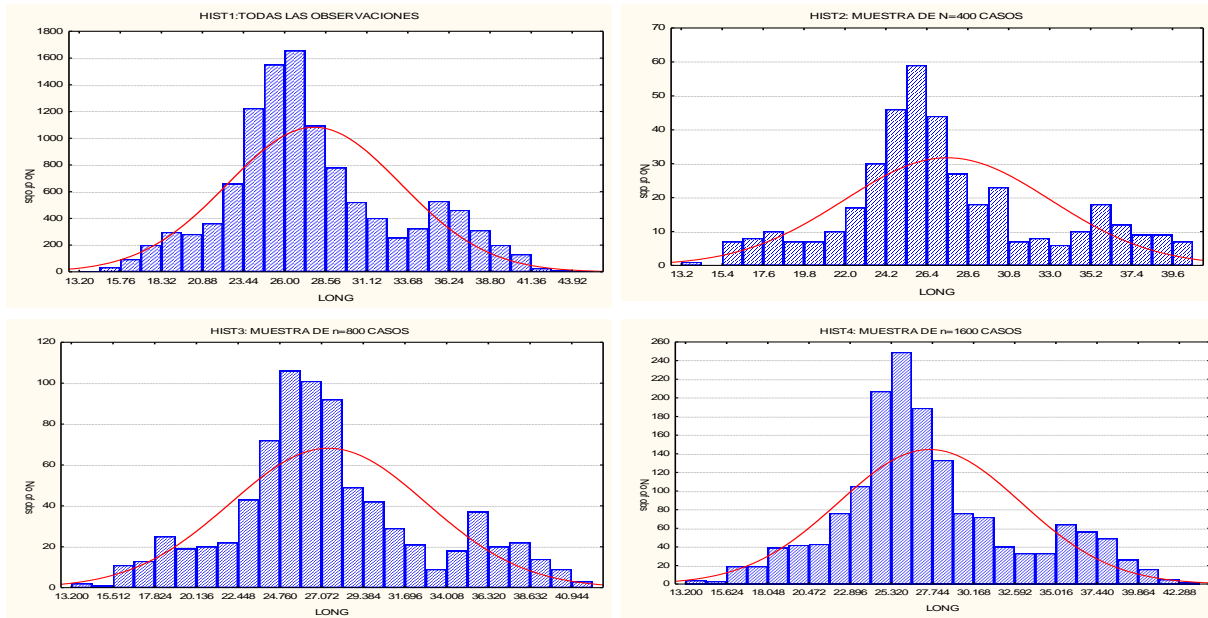 HIST1:TODAS LAS OBSERVACIONES
1800
1600
1400
1200
1000
800
600
400
200
0
No of obs
13.20 15.76 18.32 20.88 23.44 26.00 28.56 31.12 33.68 36.24 38.80 41.36 43.92
LONG
HIST2: MUESTRA DE N=400 CASOS
70
60
50
40
30
20
10
0
No of obs
13.2 15.4 17.6 19.8 22.0 24.2 26.4 28.6 30.8 33.0 35.2 37.4 39.6
LONG
HIST3: MUESTRA DE n=800 CASOS
120
100
80
60
40
20
0
No of obs
13.200 15.512 17.824 20.136 22.448 24.760 27.072 29.384 31.696 34.008 36.320 38.632 40.944
LONG
HIST4: MUESTRA DE n=1600 CASOS
260
240
220
200
180
160
140
120
100
80
60
40
20
0
No of obs
13.200 15.624 18.048 20.472 22.896 25.320 27.744 30.168 32.592 35.016 37.440 39.864 42.288
LONG